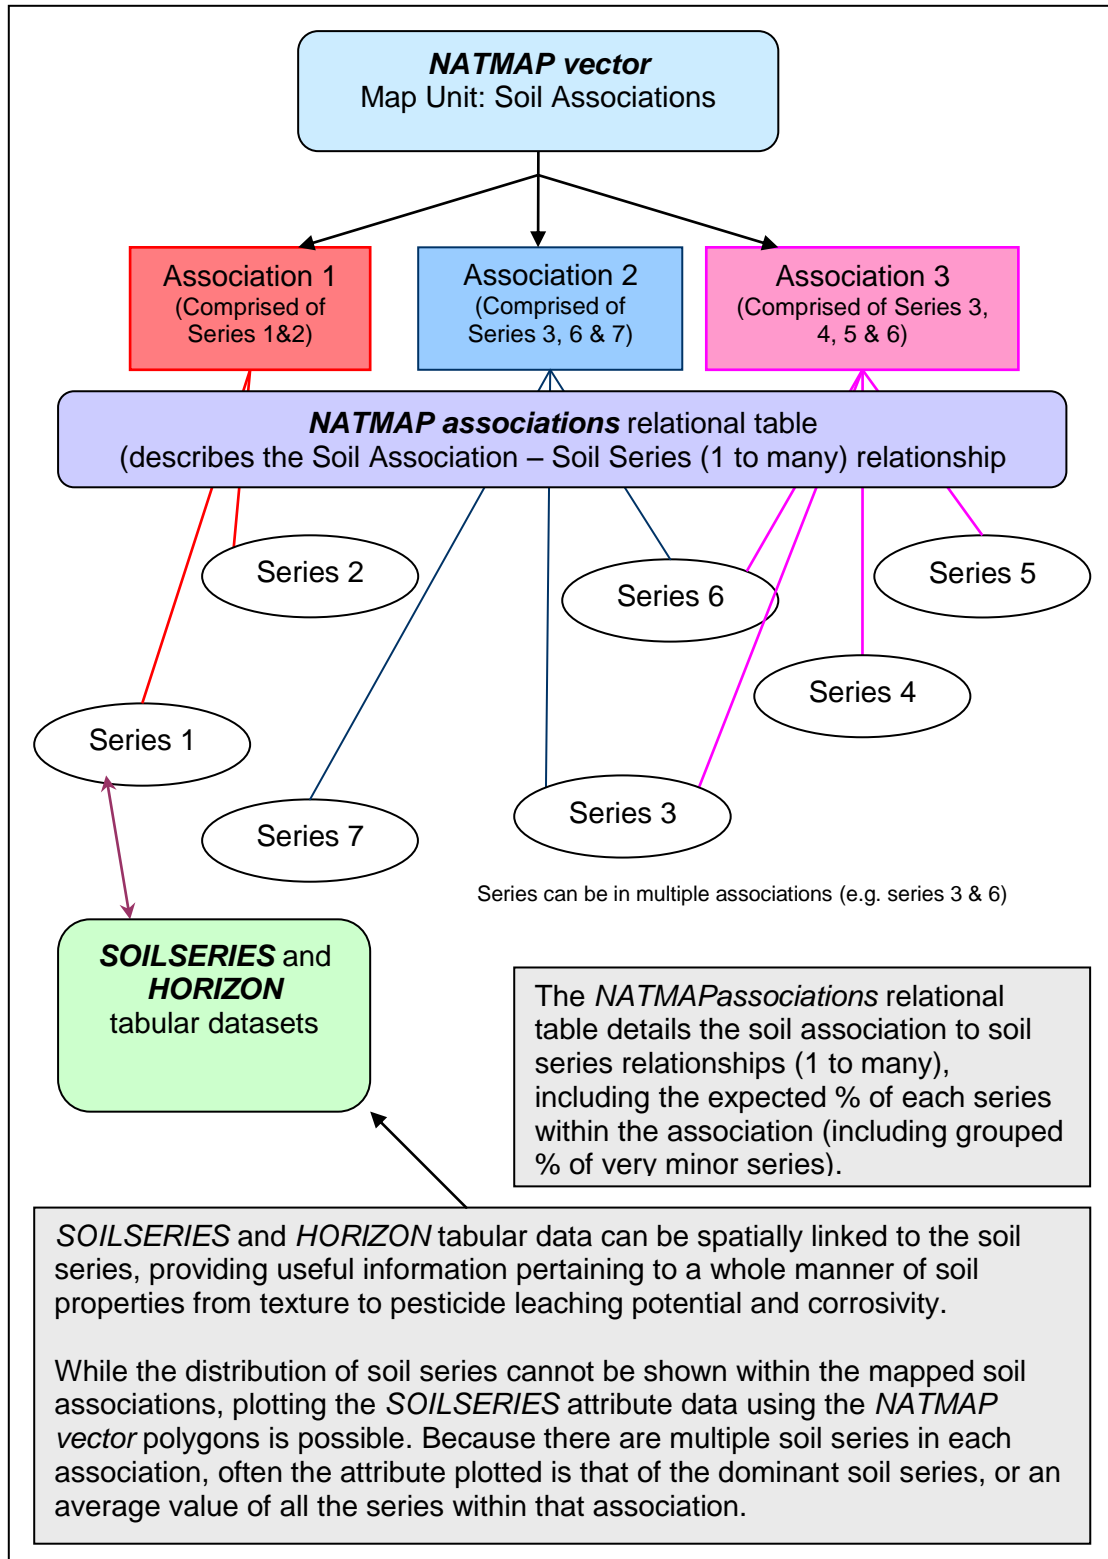 NATMAP vector
Map Unit: Soil Associations
Association 1
(Comprised of
Series 1&2)
Association 2
(Comprised of
Series 3, 6 & 7)
Association 3
(Comprised of Series 3,
4, 5 & 6)
NATMAP associations relational table
(describes the Soil Association – Soil Series (1 to many) relationship
Series 2
Series 6
Series 5
Series 4
Series 1
Series 7
Series 3
Series can be in multiple associations (e.g. series 3 & 6)
SOILSERIES and
HORIZON
tabular datasets
The NATMAPassociations relational
table details the soil association to soil
series relationships (1 to many),
including the expected % of each series
within the association (including grouped
% of very minor series).
SOILSERIES and HORIZON tabular data can be spatially linked to the soil
series, providing useful information pertaining to a whole manner of soil
properties from texture to pesticide leaching potential and corrosivity.
While the distribution of soil series cannot be shown within the mapped soil
associations, plotting the SOILSERIES attribute data using the NATMAP
vector polygons is possible. Because there are multiple soil series in each
association, often the attribute plotted is that of the dominant soil series, or an
average value of all the series within that association.